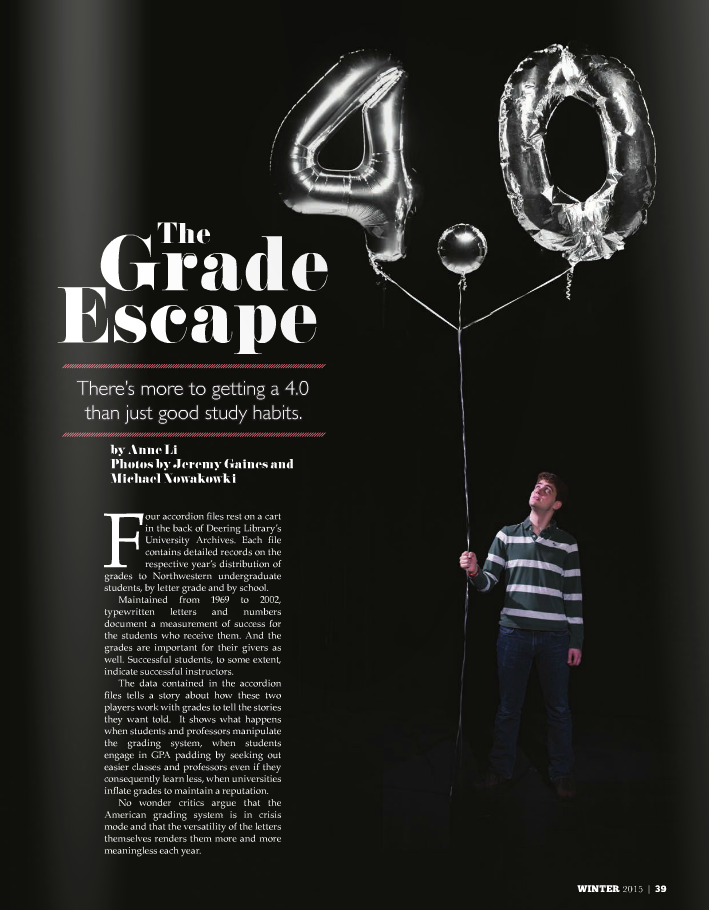 4.0
The
Grade
Escape
There's more to getting a 4.0
than just good study habits.
by Anne Li
Photos by Jeremy Gaines and
Michael Nowakowki
Four accordion files rest on a cart
in the back of Deering Library's
University Archives. Each file
contains detailed records on the
respective year's distribution of
grades to Northwestern undergraduate
students, by letter grade and by school.
Maintained from 1969 to 2002,
typewritten letters and numbers
document a measurement of success for
the students who receive them. And the
grades are important for their givers as
well. Successful students, to some extent,
indicate successful instructors.
The data contained in the accordion
files tells a story about how these two
players work with grades to tell the stories
they want told. It shows what happens
when students and professors manipulate
the grading system, when students
engage in GPA padding by seeking out
easier classes and professors even if they
consequently learn less, when universities
inflate grades to maintain a reputation.
No wonder critics argue that the
American grading system is in crisis
mode and that the versatility of the letters
themselves renders them more and more
meaningless each year.
WINTER 2015 | 39